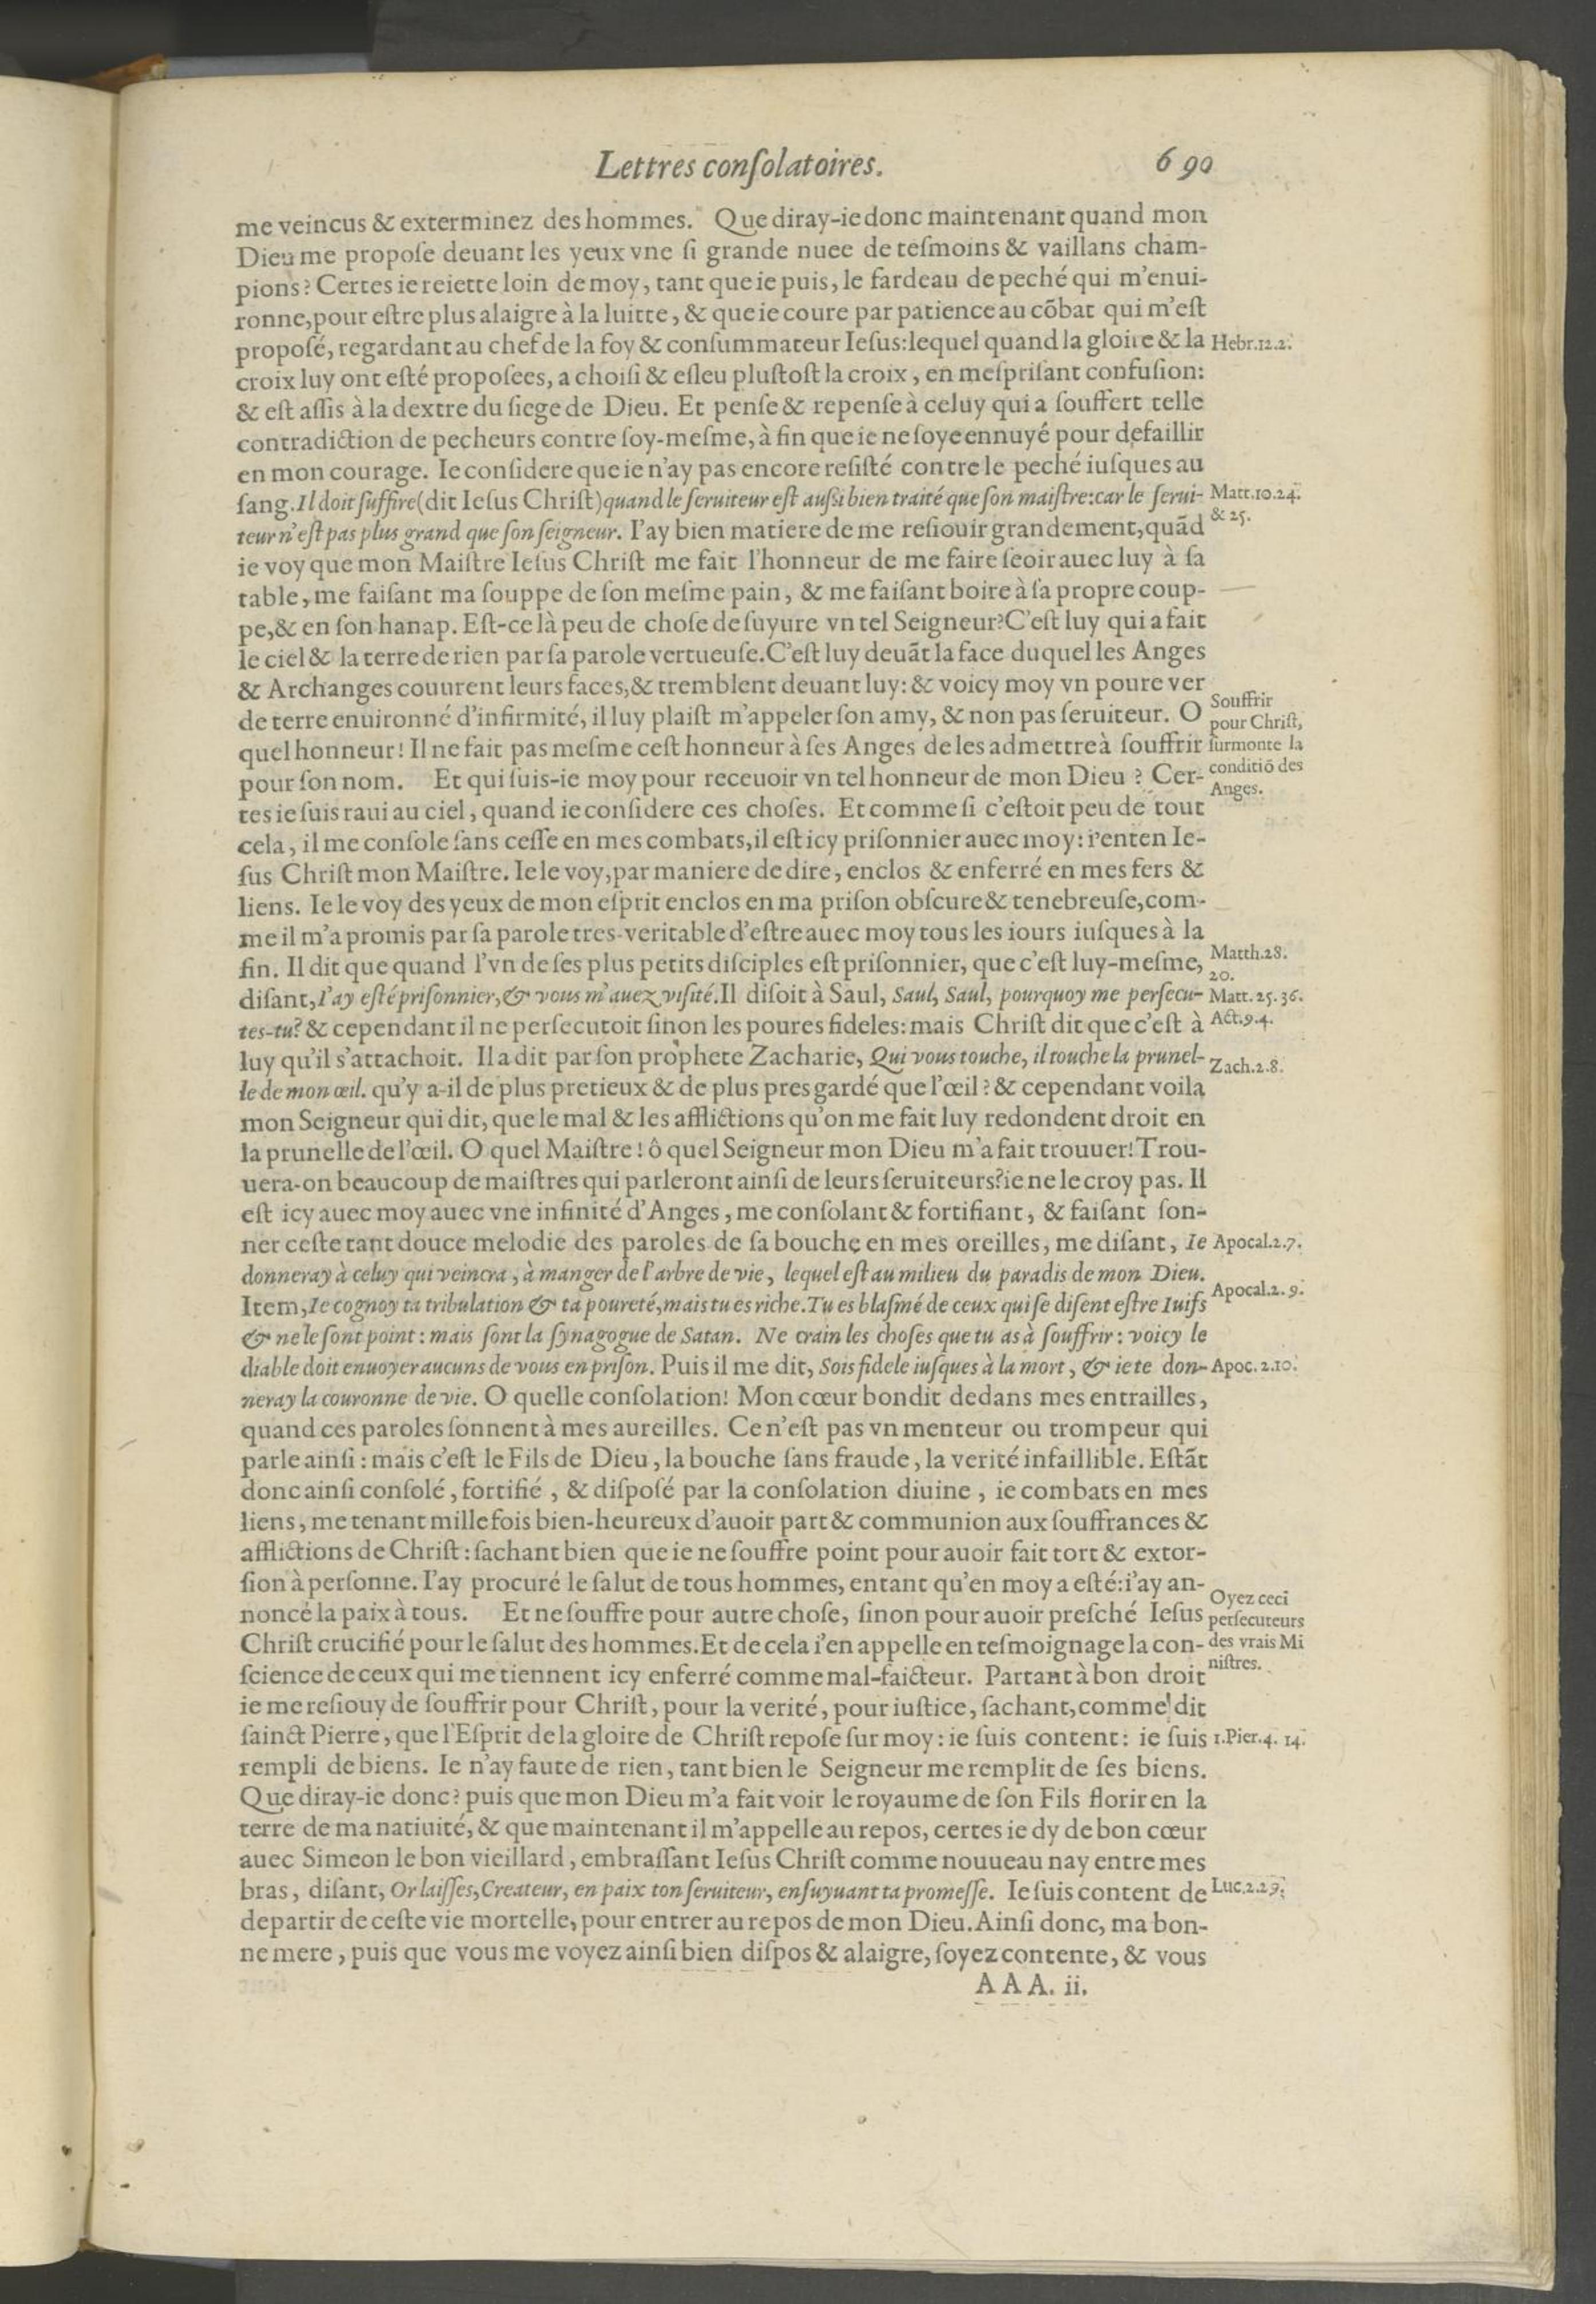 Lettres conſolatoires. 690
me veincus & exterminez des hommes. Que diray-ie donc maintenant quand mon
Dieu me propoſe deuant les yeux vne ſi grande nuee de teſmoins & vaillans cham-
pions? Certes ie reiette loin de moy, tant que ie puis, le fardeau de peché qui m'enui-
ronne, pour eſtre plus alaigre à la luitte, & que ie coure par patience au cõbat qui m'eſt
propoſé, regardant au chef de la foy & conſummateur Ieſus: lequel quand la gloire & la Hebr.12.2.
croix luy ont eſté propoſees, a choiſi & eſleu pluſtoſt la croix, en meſpriſant confuſion:
& eſt aſſis à la dextre du ſiege de Dieu. Et penſe & repenſe à celuy qui a ſouffert telle
contradiction de pecheurs contre ſoy-meſme, à fin que ie ne ſoye ennuyé pour defaillir
en mon courage. Ie conſidere que ie n'ay pas encore reſiſté contre le peché iuſques au
ſang. Il doit ſuffire (dit Ieſus Chriſt) quand le ſeruiteur eſt auſsi bien traité que ſon maiſtre: car le ſerui- Matt.10.24.
teur n'eſt pas plus grand que ſon ſeigneur. I'ay bien matiere de me reſiouir grandement, quãd & 25.
ie voy que mon Maiſtre Ieſus Chriſt me fait l'honneur de me faire ſeoir auec luy à ſa
table, me faiſant ma ſouppe de ſon meſme pain, & me faiſant boire à ſa propre coup-
pe, & en ſon hanap. Eſt-ce là peu de choſe de ſuyure vn tel Seigneur? C'eſt luy qui a fait
le ciel & la terre de rien par ſa parole vertueuſe. C'eſt luy deuãt la face duquel les Anges
& Archanges couurent leurs faces, & tremblent deuant luy: & voicy moy vn poure ver
de terre enuironné d'infirmité, il luy plaiſt m'appeler ſon amy, & non pas ſeruiteur. O
quel honneur! Il ne fait pas meſme ceſt honneur à ſes Anges de les admettre à ſouffrir
pour ſon nom. Et qui ſuis-ie moy pour receuoir vn tel honneur de mon Dieu? Cer-
Souffrir
pour Chriſt,
ſurmonte la
conditiõ des
Anges.
tes ie ſuis raui au ciel, quand ie conſidere ces choſes. Et comme ſi c'eſtoit peu de tout
cela, il me conſole ſans ceſſe en mes combats, il eſt icy priſonnier auec moy: i'enten Ie-
ſus Chriſt mon Maiſtre. Ie le voy, par maniere de dire, enclos & enferré en mes fers &
liens. Ie le voy des yeux de mon eſprit enclos en ma priſon obſcure & tenebreuſe, com-
me il m'a promis par ſa parole tres-veritable d'eſtre auec moy tous les iours iuſques à la
fin. Il dit que quand l'vn de ſes plus petits diſciples eſt priſonnier, que c'eſt luy-meſme, Matth.28.
20.
diſant, I'ay eſté priſonnier, & vous m'auez viſité. Il diſoit à Saul, Saul, Saul, pourquoy me perſecu- Matt.25.36.
tes-tu? & cependant il ne perſecutoit ſinon les poures fideles: mais Chriſt dit que c'eſt à Act.9.4.
luy qu'il s'attachoit. Il a dit par ſon prophete Zacharie, Qui vous touche, il touche la prunel- Zach.2.8.
le de mon œil. qu'y a-il de plus pretieux & de plus pres gardé que l'œil? & cependant voila
mon Seigneur qui dit, que le mal & les afflictions qu'on me fait luy redondent droit en
la prunelle de l'œil. O quel Maiſtre! ô quel Seigneur mon Dieu m'a fait trouuer! Trou-
uera-on beaucoup de maiſtres qui parleront ainſi de leurs ſeruiteurs? ie ne le croy pas. Il
eſt icy auec moy auec vne infinité d'Anges, me conſolant & fortifiant, & faiſant ſon-
ner ceſte tant douce melodie des paroles de ſa bouche en mes oreilles, me diſant, Ie Apocal.2.7.
donneray à celuy qui veincra, à manger de l'arbre de vie, lequel eſt au milieu du paradis de mon Dieu.
Item, Ie cognoy ta tribulation & ta poureté, mais tu es riche. Tu es blaſmé de ceux qui ſe diſent eſtre Iuifs Apocal.2.9.
& ne le ſont point: mais ſont la ſynagogue de Satan. Ne crain les choſes que tu as à ſouffrir: voicy le
diable doit enuoyer aucuns de vous en priſon. Puis il me dit, Sois fidele iuſques à la mort, & ie te don- Apoc.2.10.
neray la couronne de vie. O quelle conſolation! Mon cœur bondit dedans mes entrailles,
quand ces paroles ſonnent à mes aureilles. Ce n'eſt pas vn menteur ou trompeur qui
parle ainſi: mais c'eſt le Fils de Dieu, la bouche ſans fraude, la verité infaillible. Eſtãt
donc ainſi conſolé, fortifié, & diſpoſé par la conſolation diuine, ie combats en mes
liens, me tenant mille fois bien-heureux d'auoir part & communion aux ſouffrances &
afflictions de Chriſt: ſachant bien que ie ne ſouffre point pour auoir fait tort & extor-
ſion à perſonne. I'ay procuré le ſalut de tous hommes, entant qu'en moy a eſté: i'ay an-
noncé la paix à tous. Et ne ſouffre pour autre choſe, ſinon pour auoir preſché Ieſus
Chriſt crucifié pour le ſalut des hommes. Et de cela i'en appelle en teſmoignage la con-
ſcience de ceux qui me tiennent icy enferré comme mal-faicteur. Partant à bon droit
Oyez ceci
perſecuteurs
des vrais Mi
niſtres.
ie me reſiouy de ſouffrir pour Chriſt, pour la verité, pour iuſtice, ſachant, comme dit
ſainct Pierre, que l'Eſprit de la gloire de Chriſt repoſe ſur moy: ie ſuis content: ie ſuis 1.Pier.4. 14.
rempli de biens. Ie n'ay faute de rien, tant bien le Seigneur me remplit de ſes biens.
Que diray-ie donc? puis que mon Dieu m'a fait voir le royaume de ſon Fils florir en la
terre de ma natiuité, & que maintenant il m'appelle au repos, certes ie dy de bon cœur
auec Simeon le bon vieillard, embraſſant Ieſus Chriſt comme nouueau nay entre mes
bras, diſant, Or laiſſes, Createur, en paix ton ſeruiteur, enſuyuant ta promeſſe. Ie ſuis content de Luc.2.29.
departir de ceſte vie mortelle, pour entrer au repos de mon Dieu. Ainſi donc, ma bon-
ne mere, puis que vous me voyez ainſi bien diſpos & alaigre, ſoyez contente, & vous
AAA. ii.